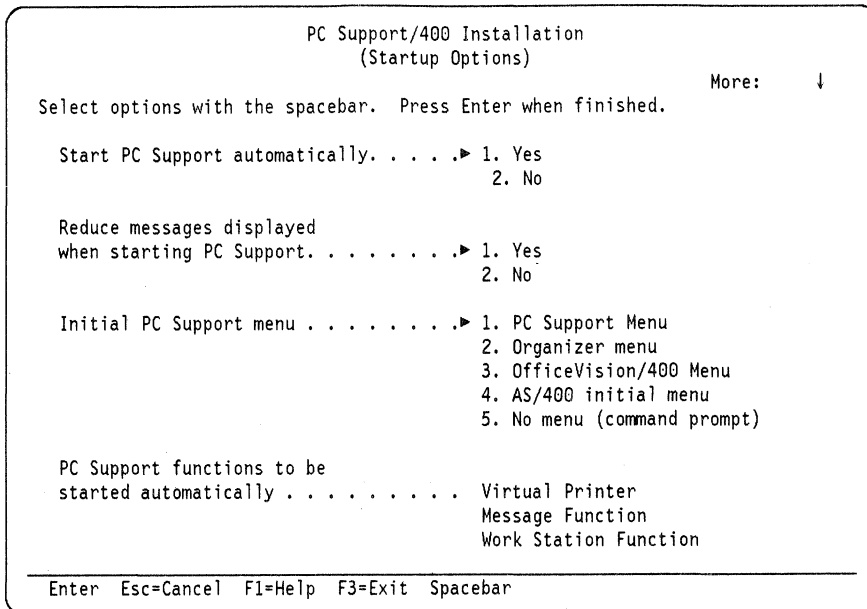 PC Support/400 Installation
(Startup Options)
More: ↓
Select options with the spacebar. Press Enter when finished.
Start PC Support automatically. . . . .► 1. Yes
2. No
Reduce messages displayed
when starting PC Support. . . . . . . .► 1. Yes
2. No
Initial PC Support menu . . . . . . . .► 1. PC Support Menu
2. Organizer menu
3. OfficeVision/400 Menu
4. AS/400 initial menu
5. No menu (command prompt)
PC Support functions to be
started automatically . . . . . . . . . Virtual Printer
Message Function
Work Station Function
Enter Esc=Cancel F1=Help F3=Exit Spacebar